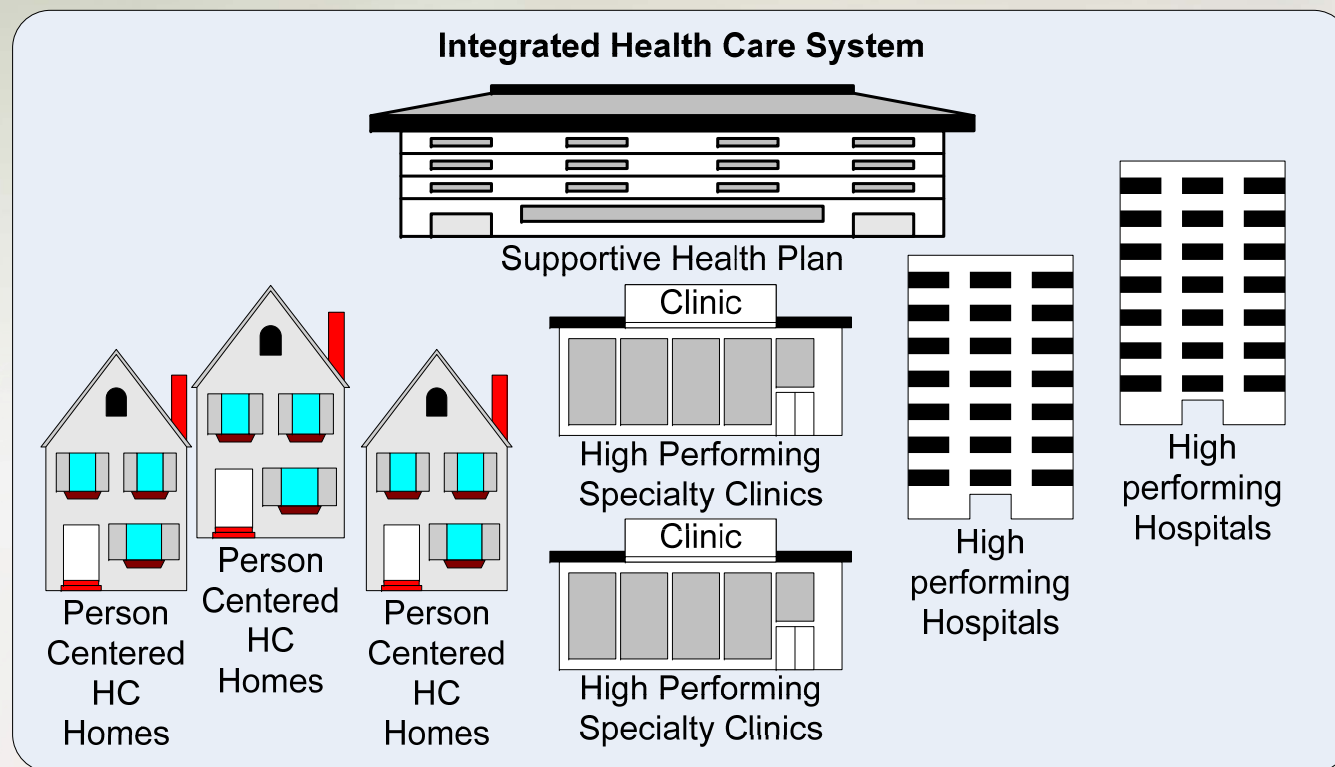 Integrated Health Care System
Supportive Health Plan
Person
Centered
HC
Homes
Person
Centered
HC
Homes
Person
Centered
HC
Homes
Clinic
High Performing
Specialty Clinics
Clinic
High Performing
Specialty Clinics
High
performing
Hospitals
High
performing
Hospitals